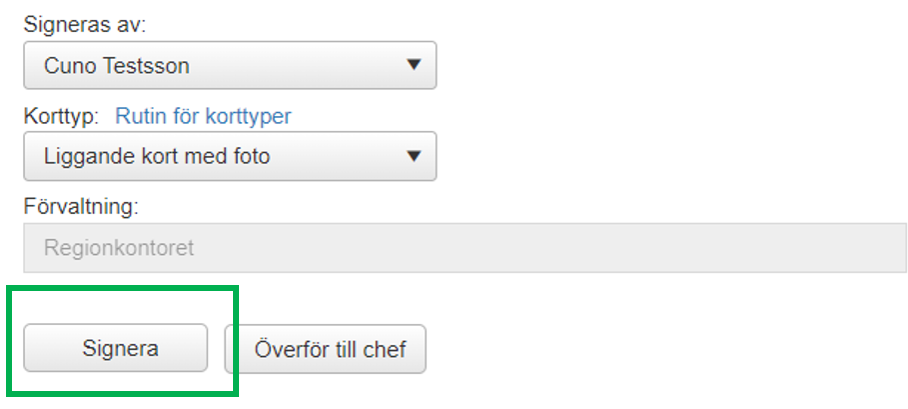 Signeras av:
Cuno Testsson
Korttyp: Rutin för korttyper
Liggande kort med foto
Förvaltning:
Regionkontoret
Signera Överför till chef